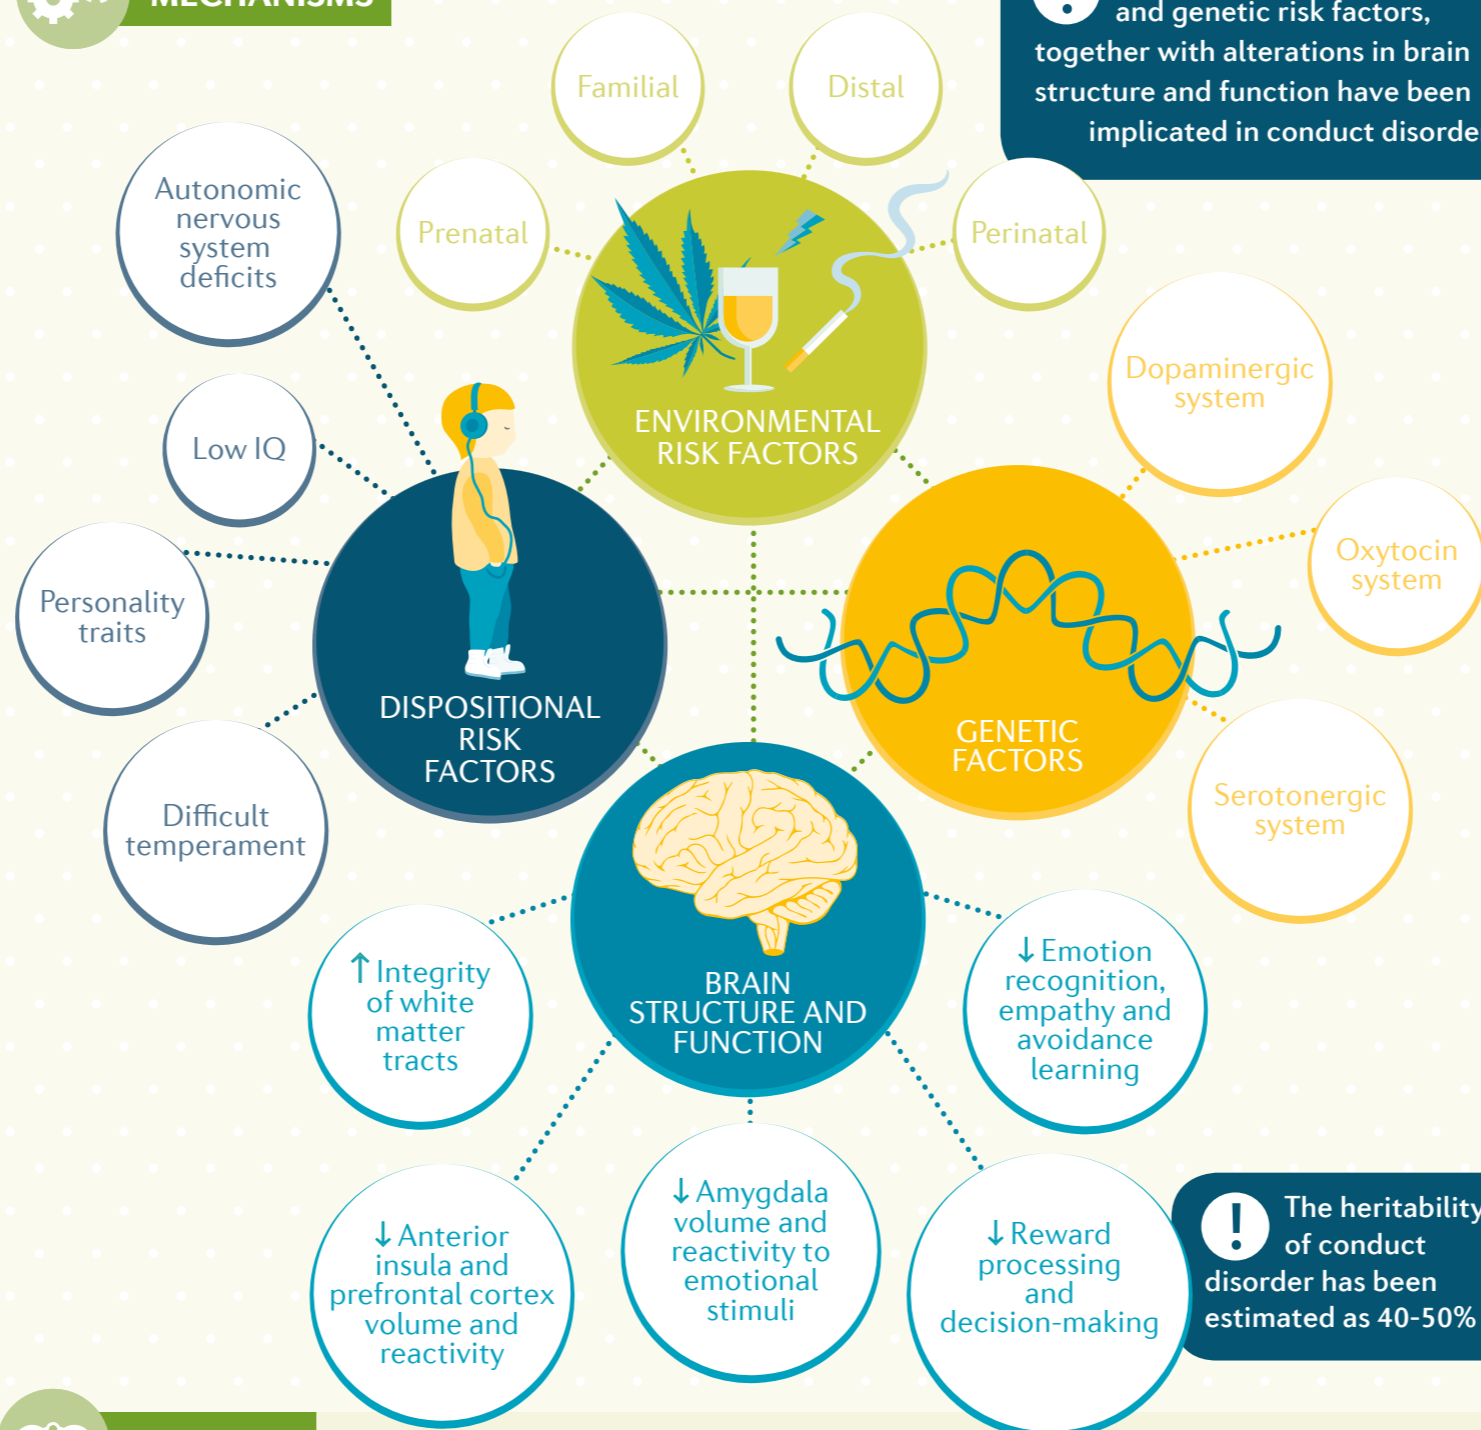 MECHANISMS
and genetic risk factors,
together with alterations in brain
structure and function have been
implicated in conduct disorde
Familial
Distal
Prenatal
Perinatal
Autonomic
nervous
system
deficits
Low IQ
Personality
traits
Difficult
temperament
ENVIRONMENTAL
RISK FACTORS
Dopaminergic
system
Oxytocin
system
Serotonergic
system
DISPOSITIONAL
RISK
FACTORS
GENETIC
FACTORS
BRAIN
STRUCTURE AND
FUNCTION
↑ Integrity
of white
matter
tracts
↓ Emotion
recognition,
empathy and
avoidance
learning
↓ Anterior
insula and
prefrontal cortex
volume and
reactivity
↓ Amygdala
volume and
reactivity to
emotional
stimuli
↓ Reward
processing
and
decision-making
! The heritability
of conduct
disorder has been
estimated as 40-50%